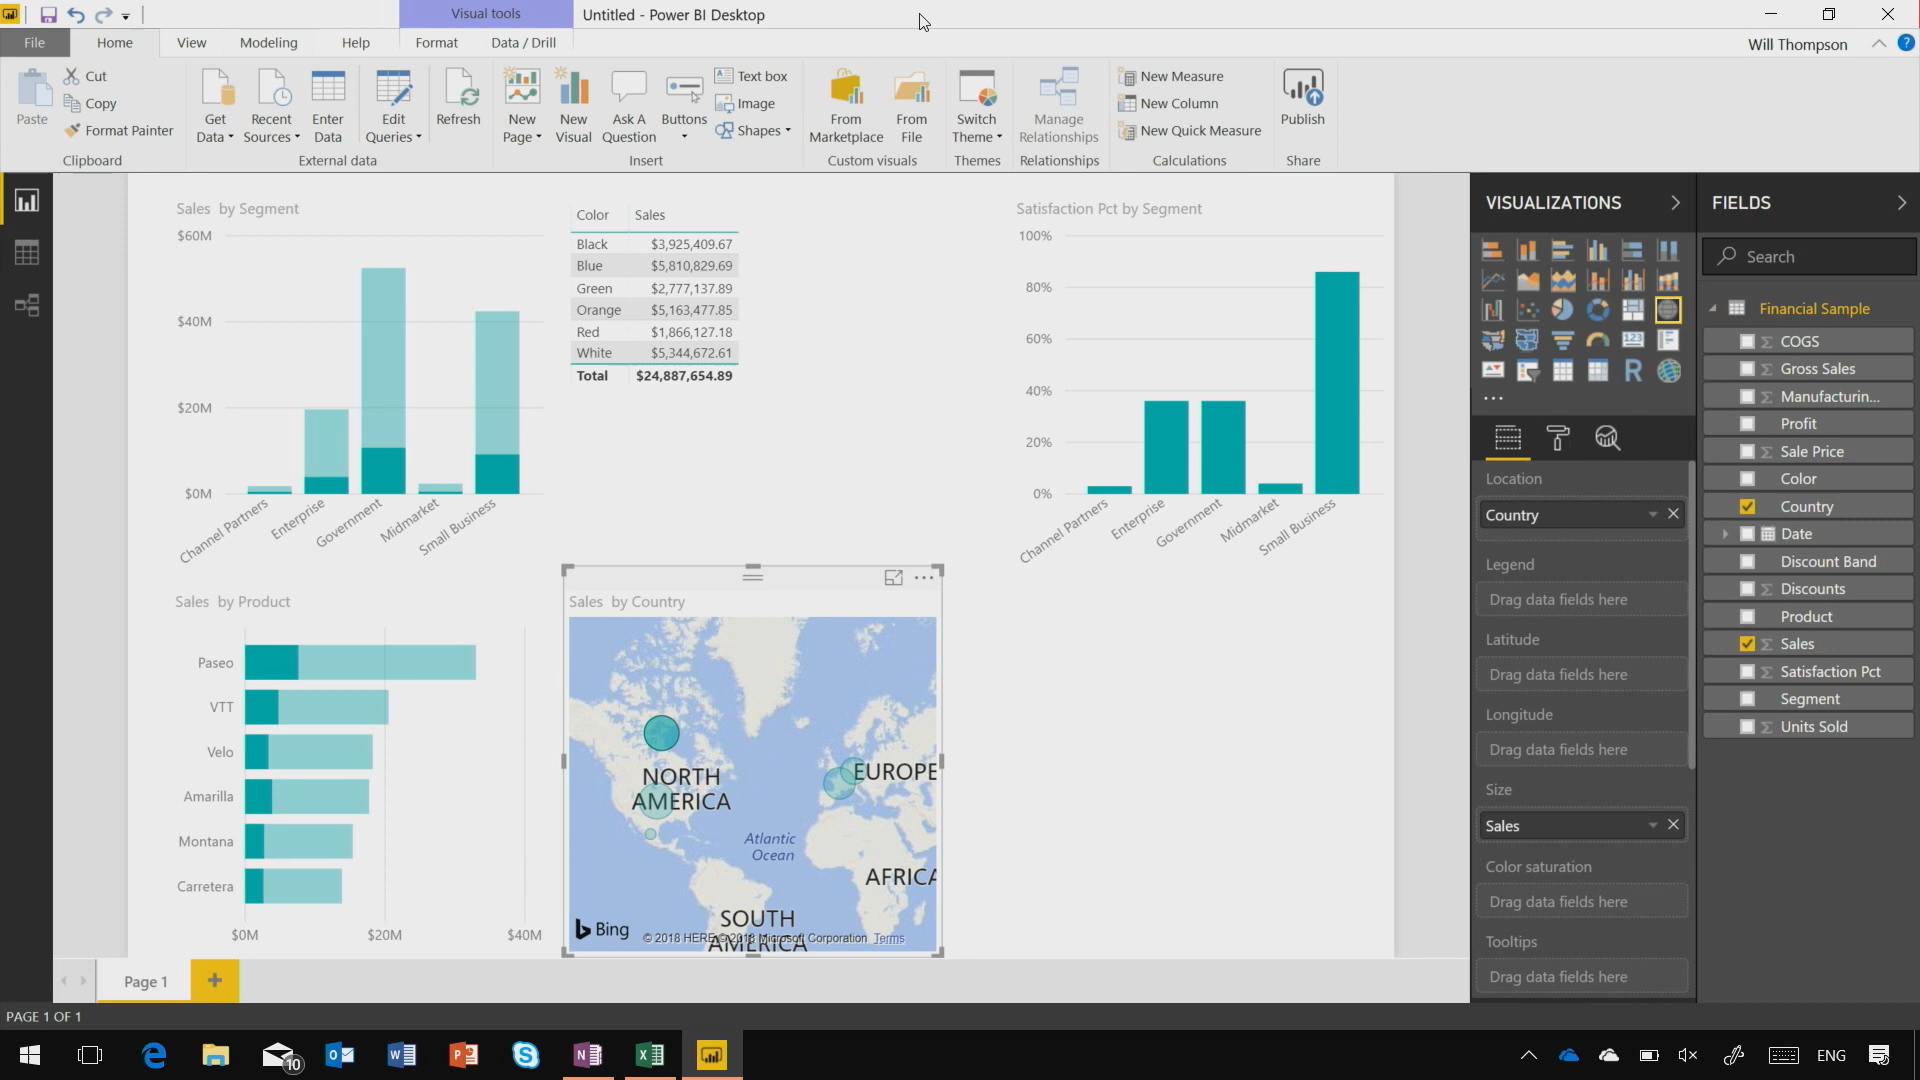 Visual tools
Untitled - Power BI Desktop
File
Home
View
Modeling
Help
Format
Data / Drill
Will Thompson
?
Paste
Cut
Copy
Format Painter
Clipboard
Get Data
Recent Sources
Enter Data
Edit Queries
Refresh
External data
New Page
New Visual
Ask A Question
Buttons
Text box
Image
Shapes
Insert
From Marketplace
From File
Custom visuals
Switch Theme
Themes
Manage Relationships
Relationships
New Measure
New Column
New Quick Measure
Calculations
Publish
Share
Sales by Segment
$60M
$40M
$20M
$0M
Channel Partners
Enterprise
Government
Midmarket
Small Business
Color Sales
Black $3,925,409.67
Blue $5,810,829.69
Green $2,777,137.89
Orange $5,163,477.85
Red $1,866,127.18
White $5,344,672.61
Total $24,887,654.89
Satisfaction Pct by Segment
100%
80%
60%
40%
20%
0%
Channel Partners
Enterprise
Government
Midmarket
Small Business
Sales by Product
Paseo
VTT
Velo
Amarilla
Montana
Carretera
$0M
$20M
$40M
Sales by Country
NORTH
AMERICA
EUROPE
Atlantic
Ocean
AFRICA
SOUTH
AMERICA
Bing
© 2018 HERE © 2018 Microsoft Corporation Terms
VISUALIZATIONS
123
R
Location
Country
Legend
Drag data fields here
Latitude
Drag data fields here
Longitude
Drag data fields here
Size
Sales
Color saturation
Drag data fields here
Tooltips
Drag data fields here
FIELDS
Search
Financial Sample
COGS
Gross Sales
Manufacturin...
Profit
Sale Price
Color
Country
Date
Discount Band
Discounts
Product
Sales
Satisfaction Pct
Segment
Units Sold
Page 1
PAGE 1 OF 1
10
ENG